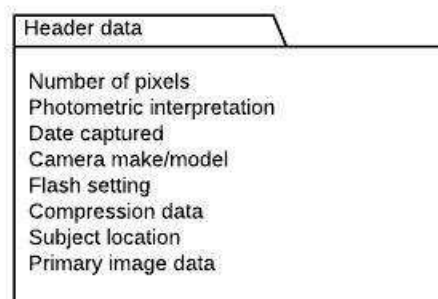 Header data
Number of pixels
Photometric interpretation
Date captured
Camera make/model
Flash setting
Compression data
Subject location
Primary image data